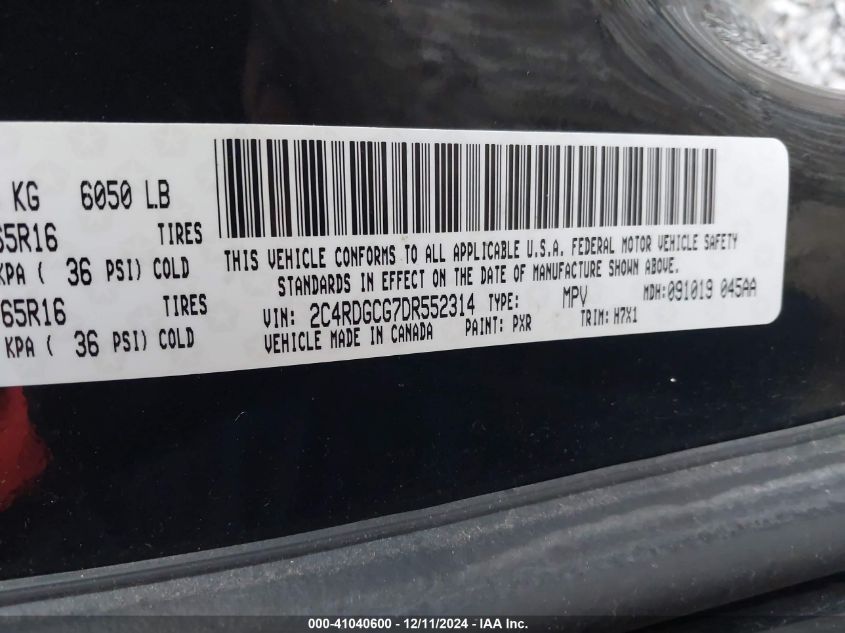 KG 6050 LB
65R16 TIRES
KPA ( 36 PSI) COLD
65R16 TIRES
KPA ( 36 PSI) COLD
THIS VEHICLE CONFORMS TO ALL APPLICABLE U.S.A. FEDERAL MOTOR VEHICLE SAFETY
STANDARDS IN EFFECT ON THE DATE OF MANUFACTURE SHOWN ABOVE.
VIN: 2C4RDGCG7DR552314 TYPE: MPV MDH:091019 045AA
VEHICLE MADE IN CANADA PAINT: PXR TRIM: H7X1
000-41040600 - 12/11/2024 - IAA Inc.